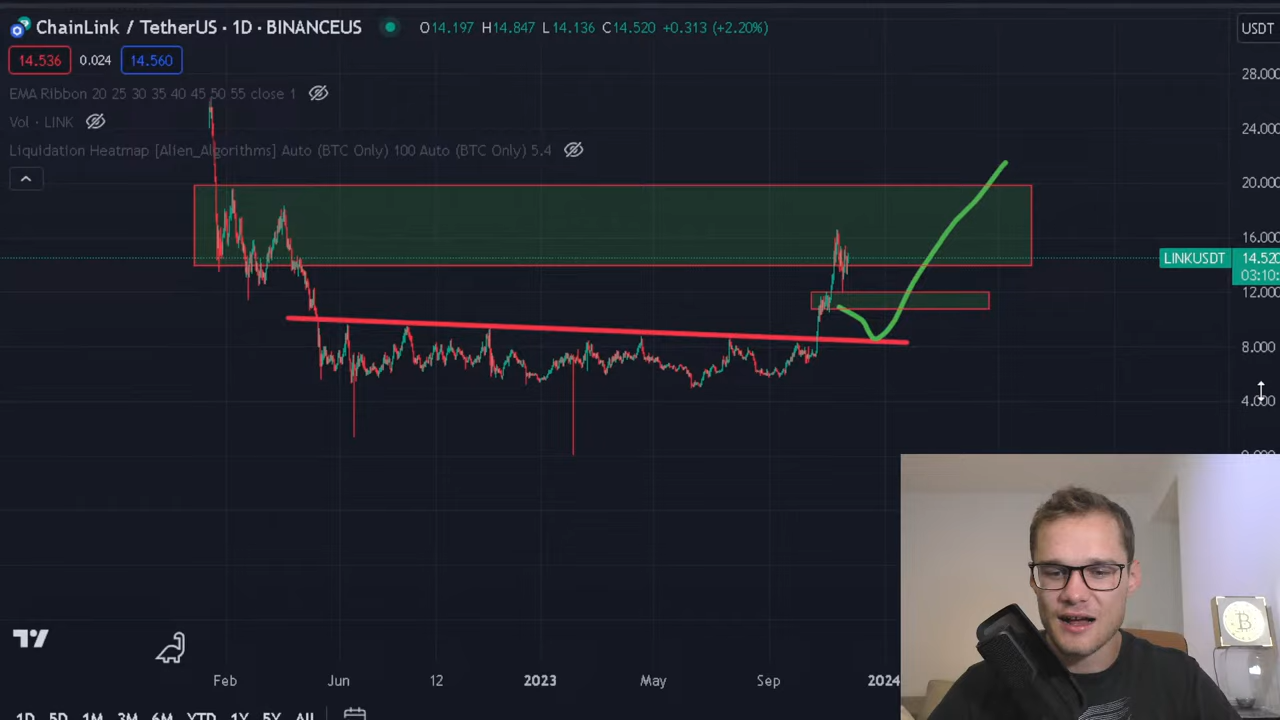 ChainLink / TetherUS · 1D · BINANCEUS
O14.197 H14.847 L14.136 C14.520 +0.313 (+2.20%)
USDT
14.536 0.024 14.560
28.000
EMA Ribbon 20 25 30 35 40 45 50 55 close 1
Vol · LINK
24.000
Liquidation Heatmap [Alien_Algorithms] Auto (BTC Only) 100 Auto (BTC Only) 5.4
20.000
16.000
LINKUSDT 14.520
03:10:
12.000
8.000
4.000
0.000
Feb Jun 12 2023 May Sep 2024
1D 5D 1M 3M 6M YTD 1Y 5Y All